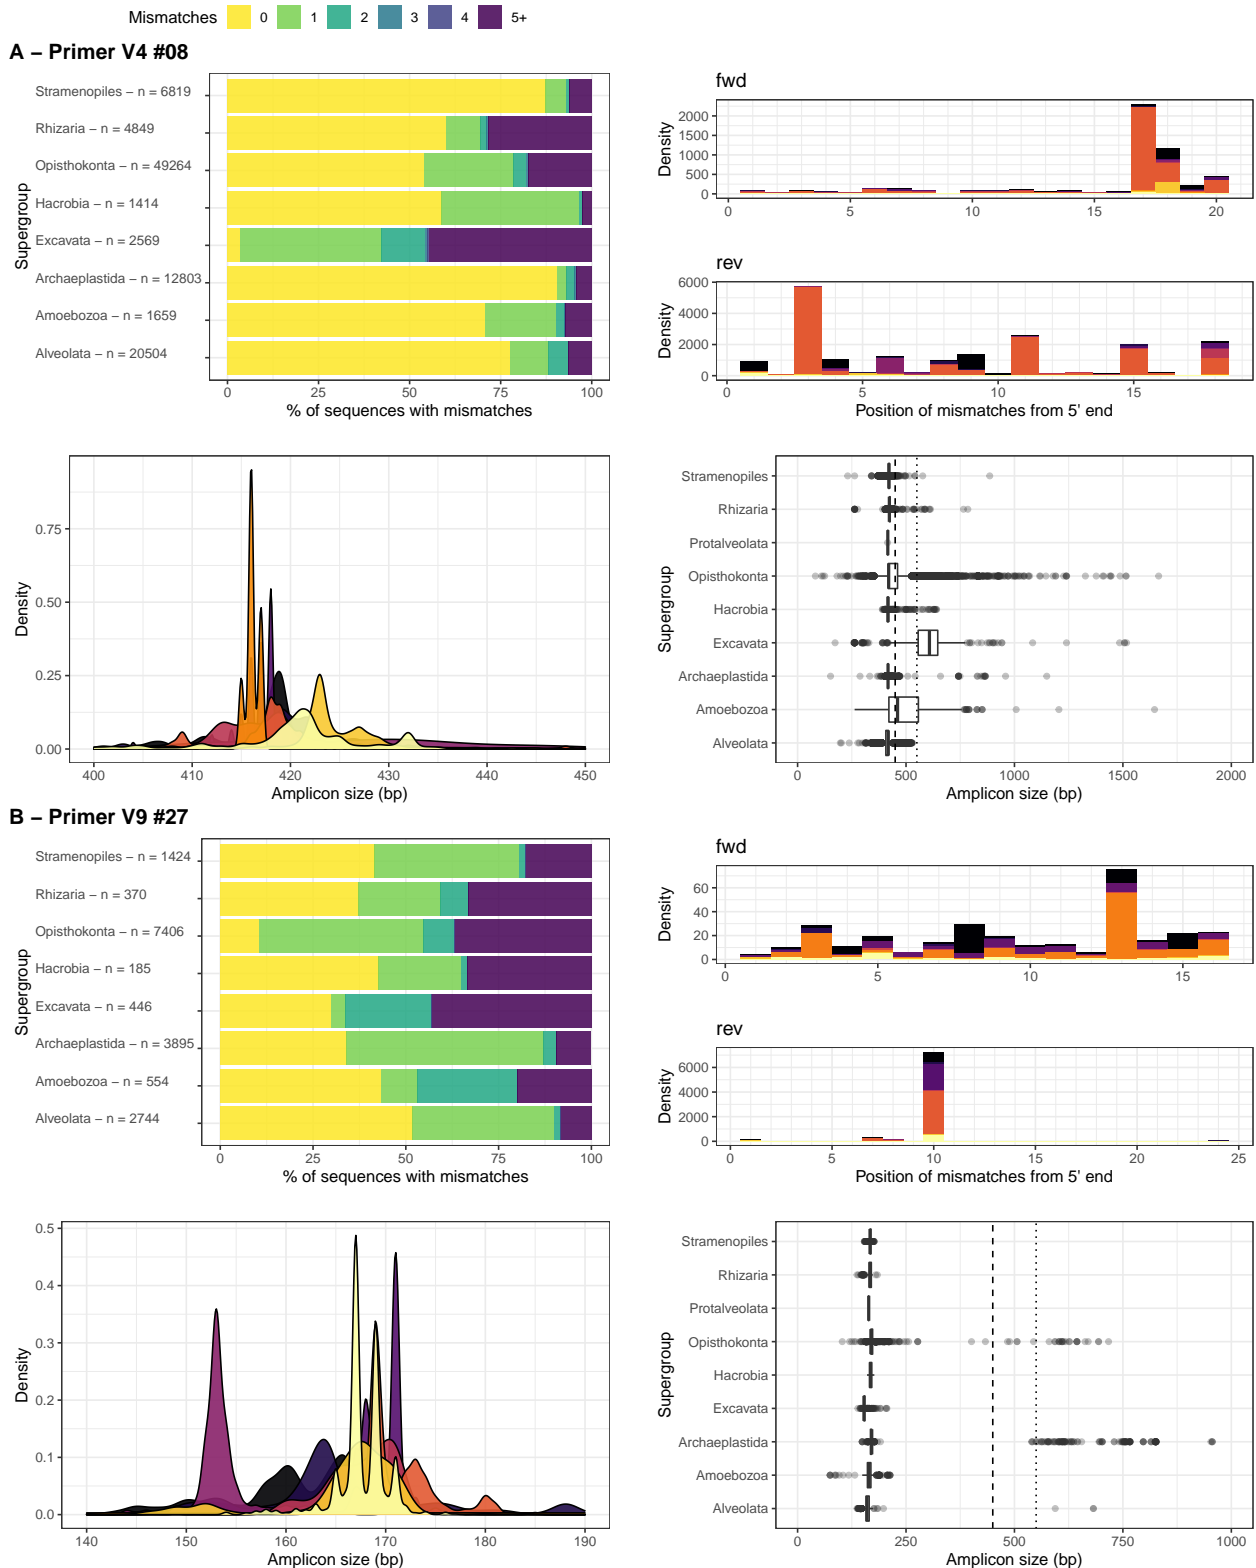 Mismatches 0 1 2 3 4 5+
A – Primer V4 #08
Supergroup
Stramenopiles – n = 6819
Rhizaria – n = 4849
Opisthokonta – n = 49264
Hacrobia – n = 1414
Excavata – n = 2569
Archaeplastida – n = 12803
Amoebozoa – n = 1659
Alveolata – n = 20504
0 25 50 75 100
% of sequences with mismatches
fwd
Density
2000
1500
1000
500
0
0 5 10 15 20
rev
Density
6000
4000
2000
0
0 5 10 15
Position of mismatches from 5' end
Density
0.75
0.50
0.25
0.00
400 410 420 430 440 450
Amplicon size (bp)
Supergroup
Stramenopiles
Rhizaria
Protalveolata
Opisthokonta
Hacrobia
Excavata
Archaeplastida
Amoebozoa
Alveolata
0 500 1000 1500 2000
Amplicon size (bp)
B – Primer V9 #27
Supergroup
Stramenopiles – n = 1424
Rhizaria – n = 370
Opisthokonta – n = 7406
Hacrobia – n = 185
Excavata – n = 446
Archaeplastida – n = 3895
Amoebozoa – n = 554
Alveolata – n = 2744
0 25 50 75 100
% of sequences with mismatches
fwd
Density
60
40
20
0
0 5 10 15
rev
Density
6000
4000
2000
0
0 5 10 15 20 25
Position of mismatches from 5' end
Density
0.5
0.4
0.3
0.2
0.1
0.0
140 150 160 170 180 190
Amplicon size (bp)
Supergroup
Stramenopiles
Rhizaria
Protalveolata
Opisthokonta
Hacrobia
Excavata
Archaeplastida
Amoebozoa
Alveolata
0 250 500 750 1000
Amplicon size (bp)